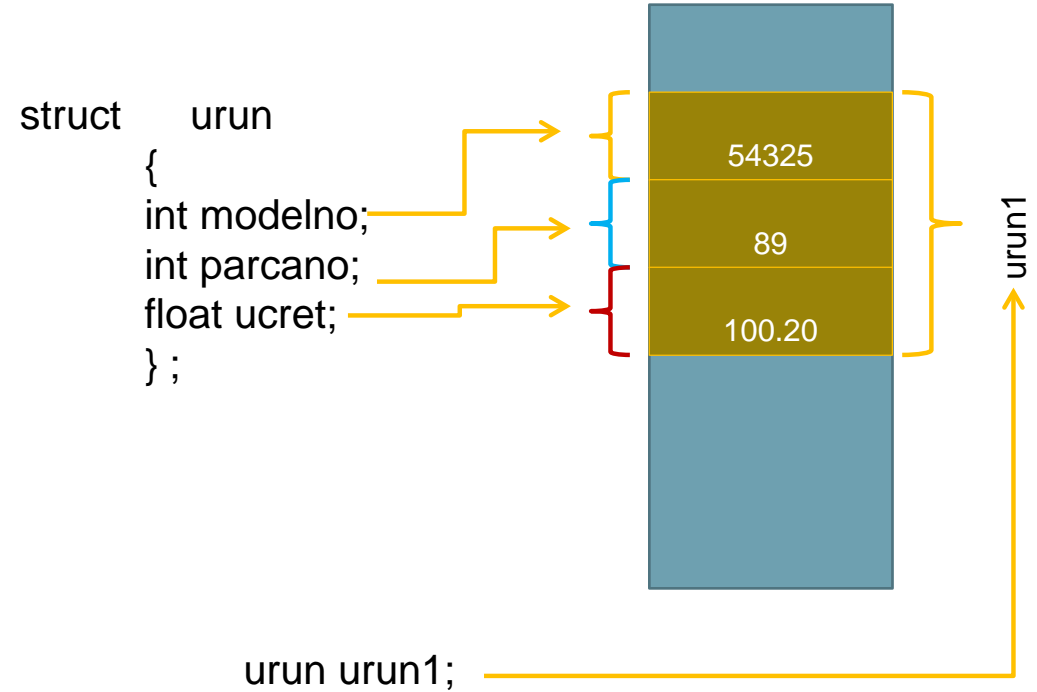 struct urun
{
int modelno;
int parcano;
float ucret;
} ;
54325
89
100.20
urun1
urun urun1;